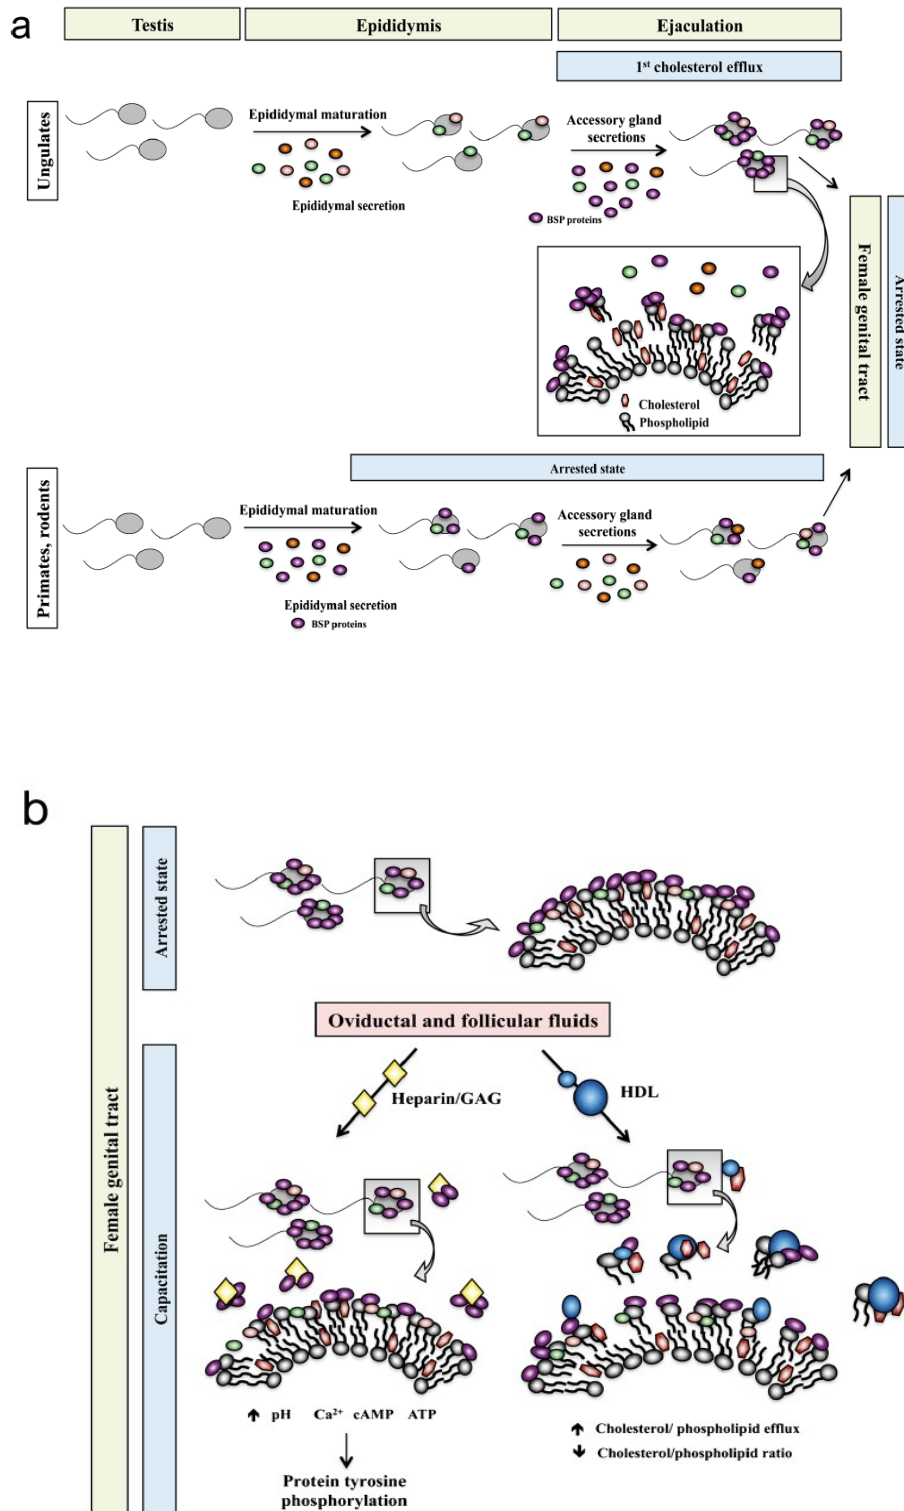 a
Testis
Epididymis
Ejaculation
1st cholesterol efflux
Ungulates
Epididymal maturation
Epididymal secretion
Accessory gland
secretions
BSP proteins
Female genital tract
Arrested state
Cholesterol
Phospholipid
Arrested state
Primates, rodents
Epididymal maturation
Epididymal secretion
BSP proteins
Accessory gland
secretions
b
Female genital tract
Arrested state
Oviductal and follicular fluids
Heparin/GAG
HDL
Capacitation
↑ pH Ca2+ cAMP ATP
Protein tyrosine
phosphorylation
↑ Cholesterol/ phospholipid efflux
↓ Cholesterol/phospholipid ratio